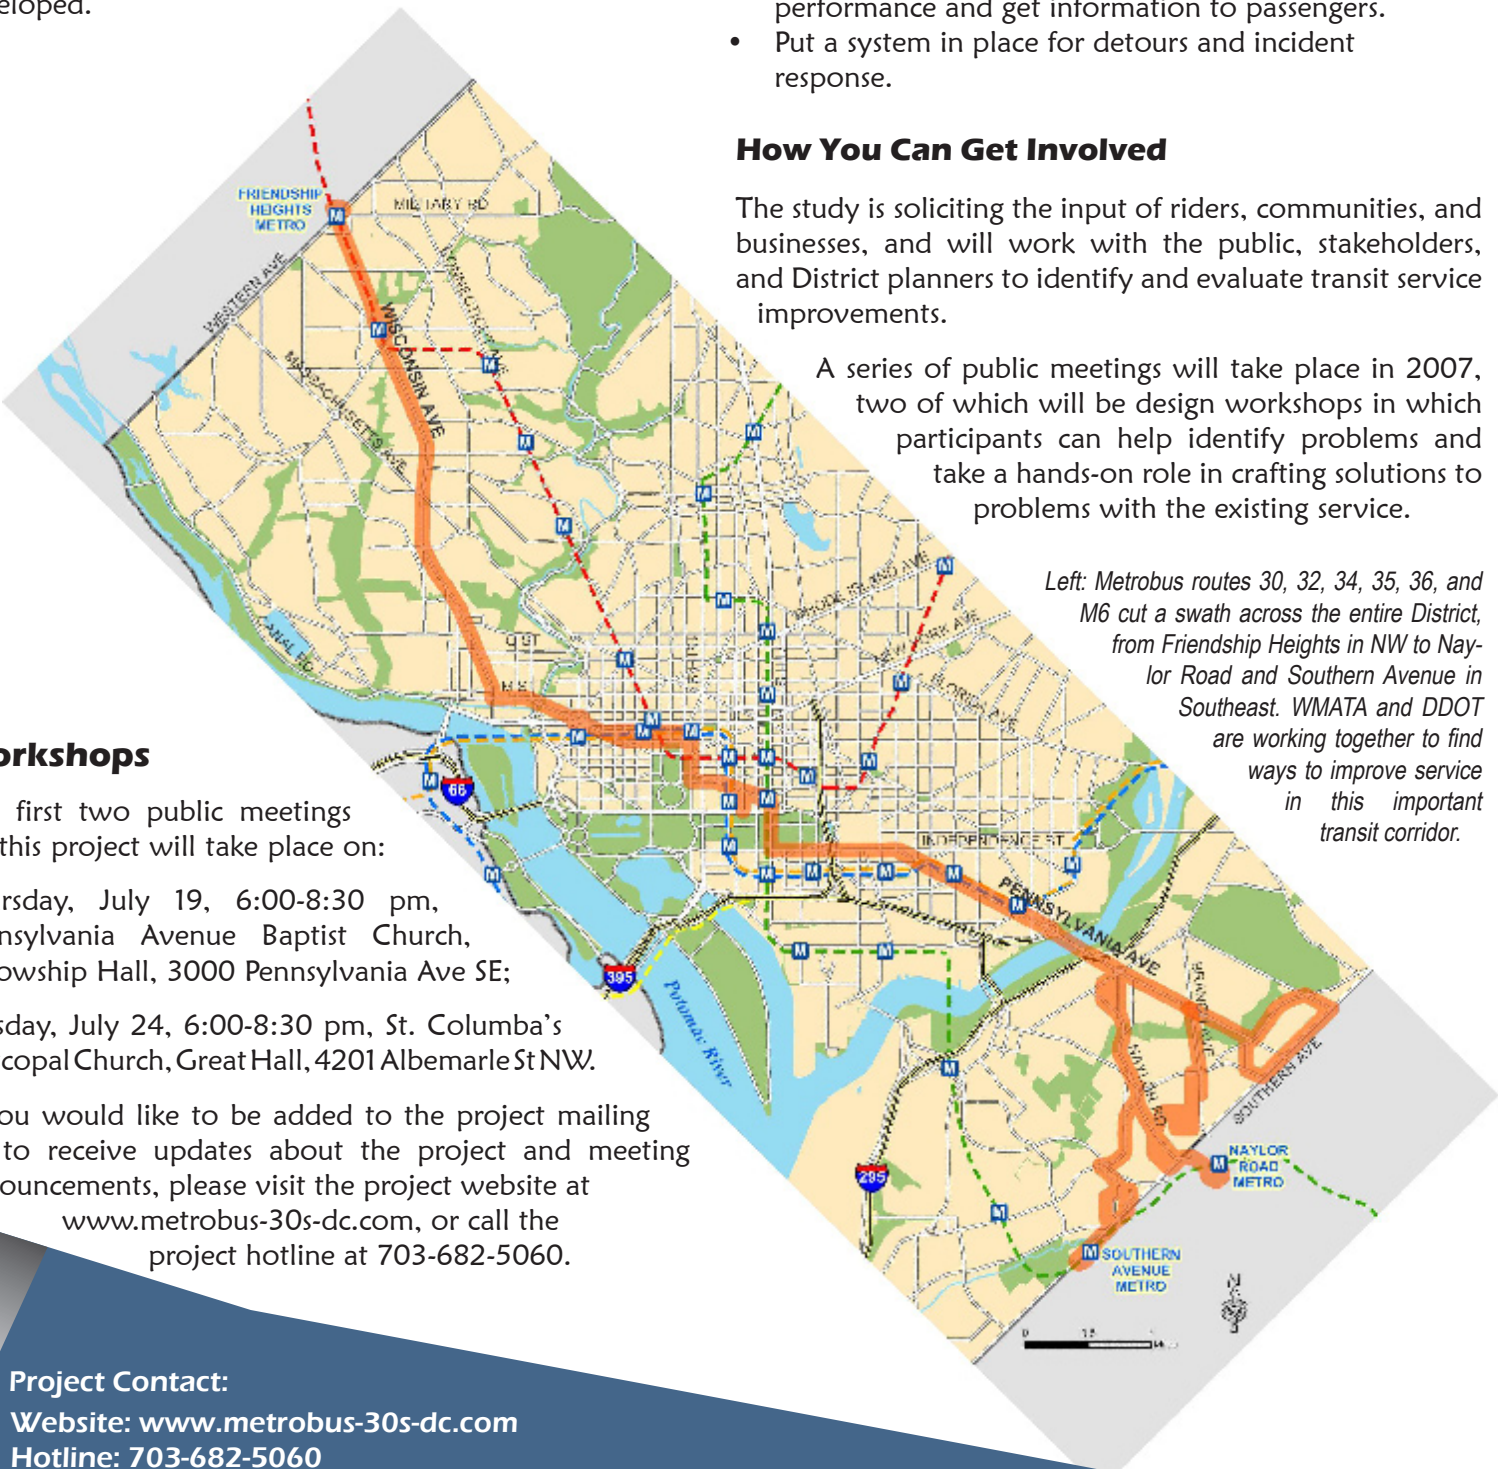 eloped.
performance and get information to passengers.
• Put a system in place for detours and incident
response.
How You Can Get Involved
The study is soliciting the input of riders, communities, and
businesses, and will work with the public, stakeholders,
and District planners to identify and evaluate transit service
improvements.
A series of public meetings will take place in 2007,
two of which will be design workshops in which
participants can help identify problems and
take a hands-on role in crafting solutions to
problems with the existing service.
Left: Metrobus routes 30, 32, 34, 35, 36, and
M6 cut a swath across the entire District,
from Friendship Heights in NW to Nay-
lor Road and Southern Avenue in
Southeast. WMATA and DDOT
are working together to find
ways to improve service
in this important
transit corridor.
FRIENDSHIP
HEIGHTS
METRO
MILITARY RD
WESTERN AVE
WISCONSIN AVE
MASSACHUSETTS AVE
Q ST
M ST
RHODE ISLAND AVE
NEW YORK AVE
FLORIDA AVE
INDEPENDENCE ST
PENNSYLVANIA AVE
BRANCH AVE
NAYLOR RD
SOUTHERN AVE
Potomac River
66
395
295
NAYLOR
ROAD
METRO
SOUTHERN
AVENUE
METRO
N
orkshops
first two public meetings
this project will take place on:
rsday, July 19, 6:00-8:30 pm,
nsylvania Avenue Baptist Church,
owship Hall, 3000 Pennsylvania Ave SE;
sday, July 24, 6:00-8:30 pm, St. Columba's
copal Church, Great Hall, 4201 Albemarle St NW.
ou would like to be added to the project mailing
to receive updates about the project and meeting
ouncements, please visit the project website at
www.metrobus-30s-dc.com, or call the
project hotline at 703-682-5060.
Project Contact:
Website: www.metrobus-30s-dc.com
Hotline: 703-682-5060